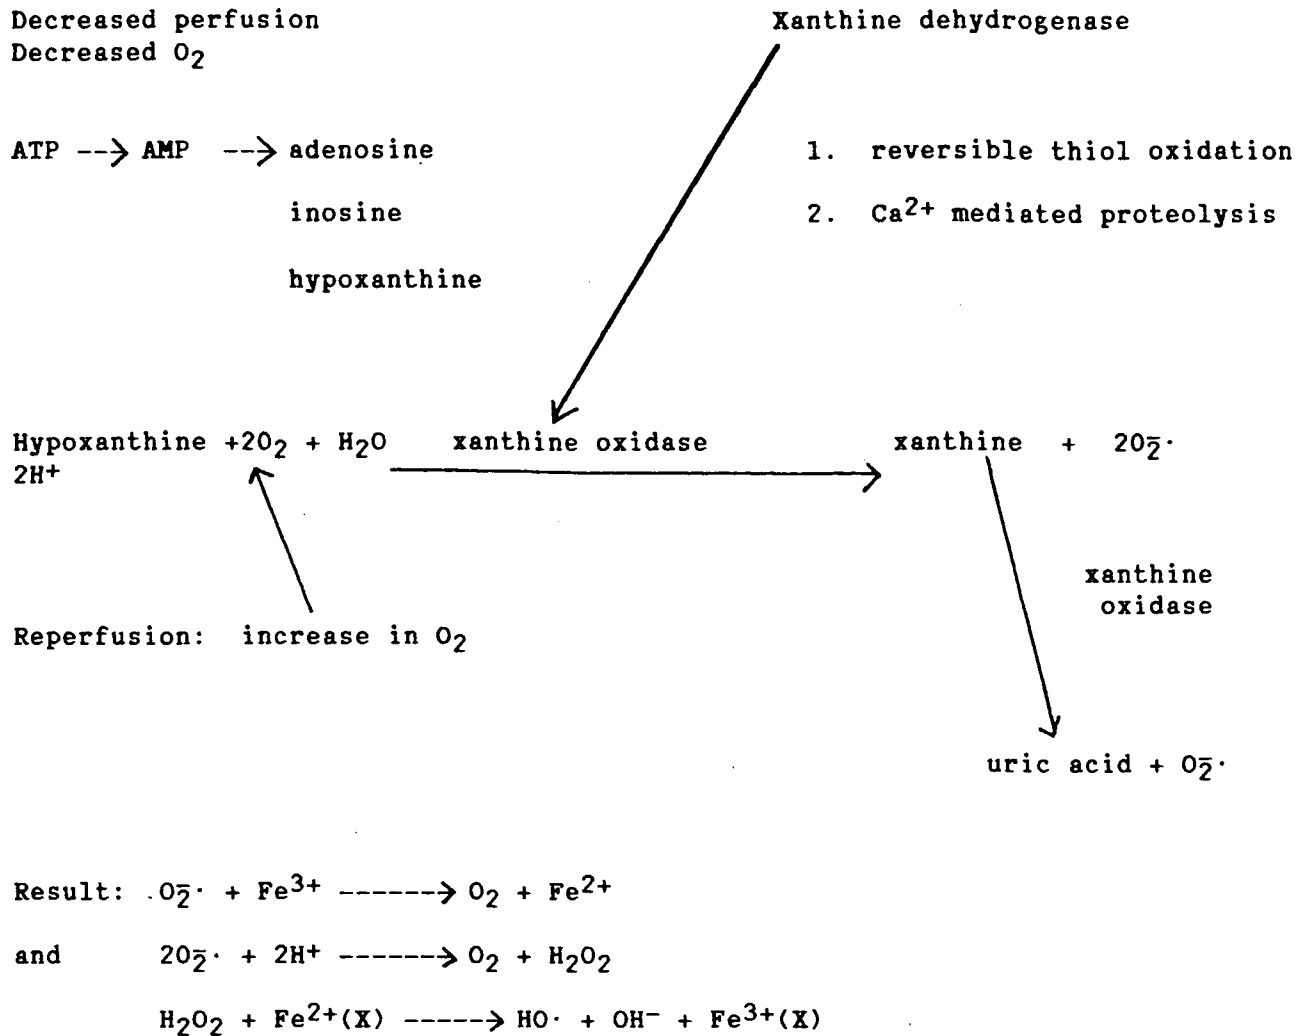 Decreased perfusion
Decreased O₂
Xanthine dehydrogenase
ATP --> AMP --> adenosine
inosine
hypoxanthine
1. reversible thiol oxidation
2. Ca²⁺ mediated proteolysis
Hypoxanthine +2O₂ + H₂O xanthine oxidase xanthine + 2O₂⁻·
2H⁺
xanthine
oxidase
Reperfusion: increase in O₂
uric acid + O₂⁻·
Result: O₂⁻· + Fe³⁺ ------> O₂ + Fe²⁺
and 2O₂⁻· + 2H⁺ ------> O₂ + H₂O₂
H₂O₂ + Fe²⁺(X) -----> HO· + OH⁻ + Fe³⁺(X)